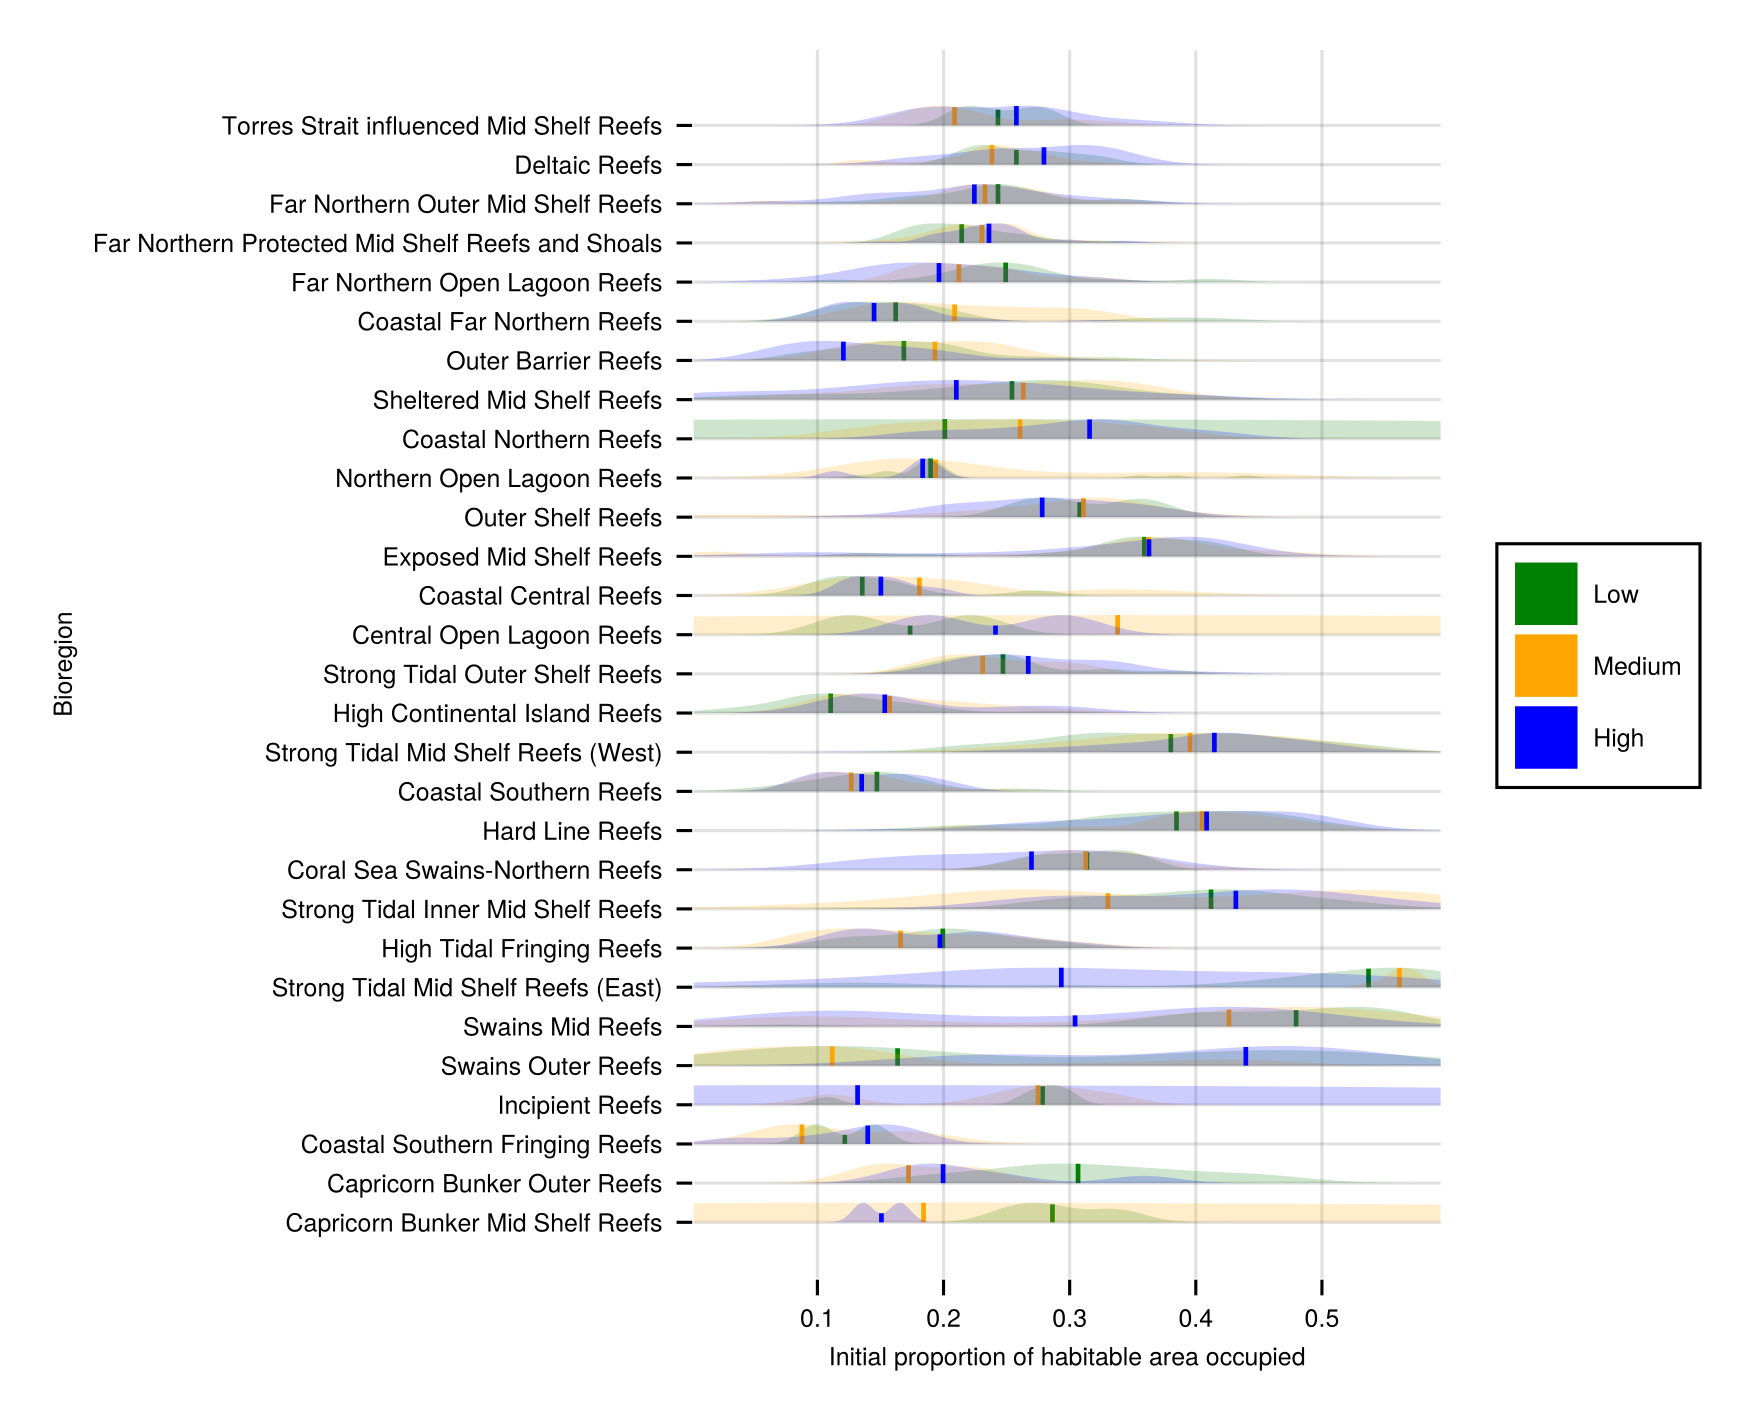 Torres Strait influenced Mid Shelf Reefs
Deltaic Reefs
Far Northern Outer Mid Shelf Reefs
Far Northern Protected Mid Shelf Reefs and Shoals
Far Northern Open Lagoon Reefs
Coastal Far Northern Reefs
Outer Barrier Reefs
Sheltered Mid Shelf Reefs
Coastal Northern Reefs
Northern Open Lagoon Reefs
Outer Shelf Reefs
Exposed Mid Shelf Reefs
Coastal Central Reefs
Central Open Lagoon Reefs
Strong Tidal Outer Shelf Reefs
High Continental Island Reefs
Strong Tidal Mid Shelf Reefs (West)
Coastal Southern Reefs
Hard Line Reefs
Coral Sea Swains-Northern Reefs
Strong Tidal Inner Mid Shelf Reefs
High Tidal Fringing Reefs
Strong Tidal Mid Shelf Reefs (East)
Swains Mid Reefs
Swains Outer Reefs
Incipient Reefs
Coastal Southern Fringing Reefs
Capricorn Bunker Outer Reefs
Capricorn Bunker Mid Shelf Reefs
Bioregion
0.1 0.2 0.3 0.4 0.5
Initial proportion of habitable area occupied
Low
Medium
High